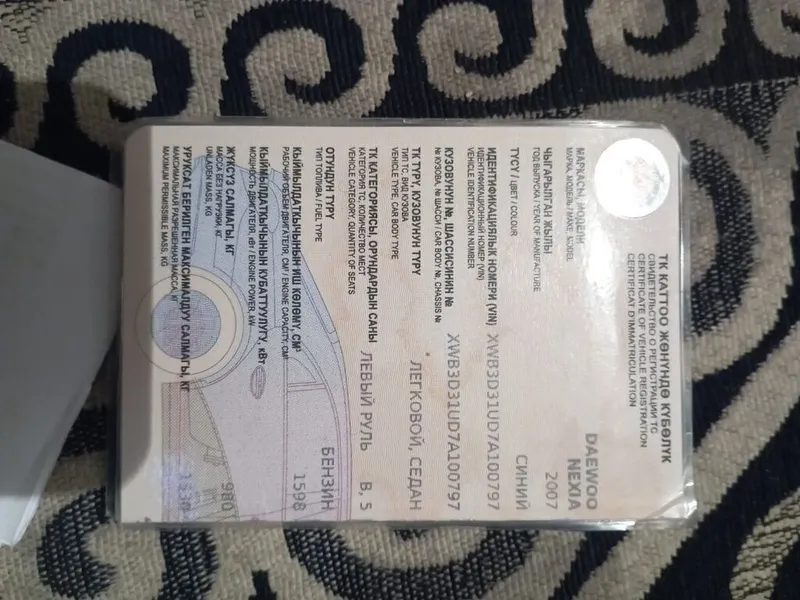 ТК КАТТОО ЖӨНҮНДӨ КҮБӨЛҮК
СВИДЕТЕЛЬСТВО О РЕГИСТРАЦИИ ТС
CERTIFICATE OF VEHICLE REGISTRATION
CERTIFICAT D'IMMATRICULATION
МАРКАСЫ, МОДЕЛИ DAEWOO
МАРКА, МОДЕЛЬ / MAKE, MODEL NEXIA
ЧЫГАРЫЛГАН ЖЫЛЫ 2007
ГОД ВЫПУСКА / YEAR OF MANUFACTURE
ТҮСҮ / ЦВЕТ / COLOUR СИНИЙ
ИДЕНТИФИКАЦИЯЛЫК НОМЕРИ (VIN) XWB3D31UD7A100797
ИДЕНТИФИКАЦИОННЫЙ НОМЕР (VIN)
VEHICLE IDENTIFICATION NUMBER
КУЗОВУНУН №, ШАССИСИНИН № XWB3D31UD7A100797
№ КУЗОВА, № ШАССИ / CAR BODY №, CHASSIS №
ТК ТҮРҮ, КУЗОВУНУН ТҮРҮ ЛЕГКОВОЙ, СЕДАН
ТИП ТС, ВИД КУЗОВА
VEHICLE TYPE, CAR BODY TYPE
ТК КАТЕГОРИЯСЫ, ОРУНДАРДЫН САНЫ ЛЕВЫЙ РУЛЬ B, 5
КАТЕГОРИЯ ТС, КОЛИЧЕСТВО МЕСТ
VEHICLE CATEGORY, QUANTITY OF SEATS
ОТУНДУН ТҮРҮ БЕНЗИН
ТИП ТОПЛИВА / FUEL TYPE
КЫЙМЫЛДАТКЫЧЫНЫН ИШ КӨЛӨМҮ, СМ³ 1598
РАБОЧИЙ ОБЪЕМ ДВИГАТЕЛЯ, СМ³ / ENGINE CAPACITY, CM³
КЫЙМЫЛДАТКЫЧЫНЫН КУБАТТУУЛУГУ, кВт
МОЩНОСТЬ ДВИГАТЕЛЯ, кВт / ENGINE POWER, kW
ЖҮКСҮЗ САЛМАГЫ, КГ 980
МАССА БЕЗ НАГРУЗКИ, КГ
UNLADEN MASS, KG
УРУКСАТ БЕРИЛГЕН МАКСИМАЛДУУ САЛМАГЫ, КГ 1530
МАКСИМАЛЬНАЯ РАЗРЕШЕННАЯ МАССА, КГ
MAXIMUM PERMISSIBLE MASS, KG